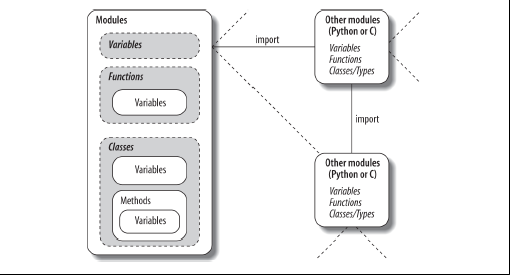 Modules
Variables
Functions
Variables
Classes
Variables
Methods
Variables
import
Other modules
(Python or C)
Variables
Functions
Classes/Types
import
Other modules
(Python or C)
Variables
Functions
Classes/Types